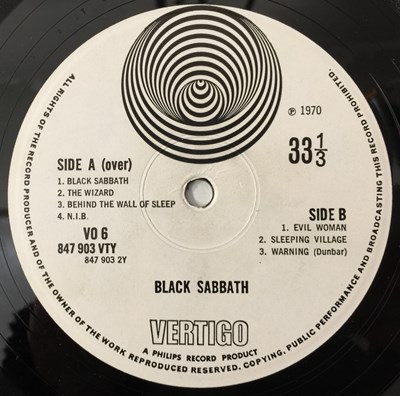 ℗ 1970
33 1/3
SIDE A (over)
1. BLACK SABBATH
2. THE WIZARD
3. BEHIND THE WALL OF SLEEP
4. N.I.B.
VO 6
847 903 VTY
847 903 2Y
SIDE B
1. EVIL WOMAN
2. SLEEPING VILLAGE
3. WARNING (Dunbar)
BLACK SABBATH
VERTIGO
A PHILIPS RECORD PRODUCT
ALL RIGHTS OF THE RECORD PRODUCER AND OF THE OWNER OF THE WORK REPRODUCED RESERVED. COPYING, PUBLIC PERFORMANCE AND BROADCASTING THIS RECORD PROHIBITED.